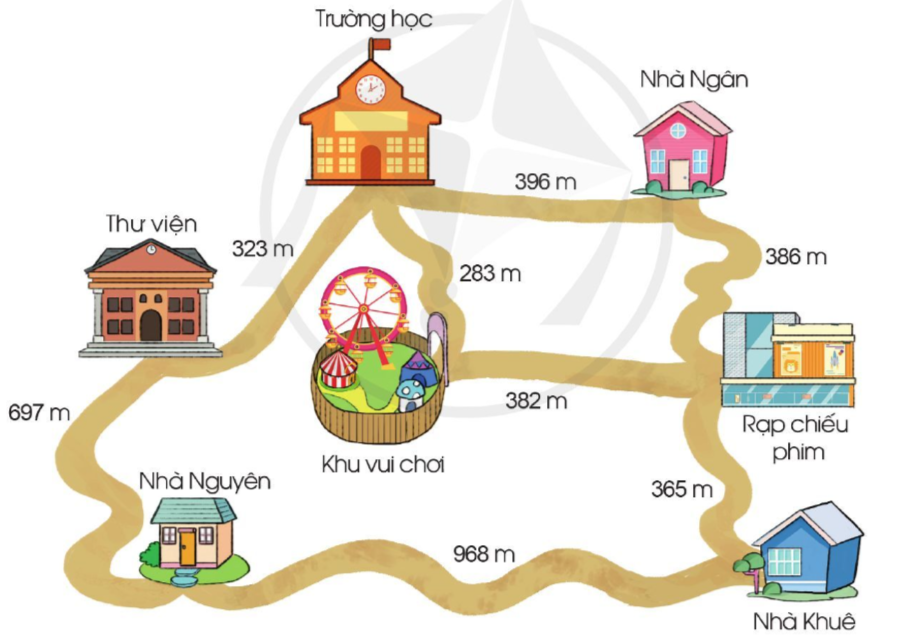 Trường học
Nhà Ngân
396 m
Thư viện
323 m
386 m
283 m
697 m
382 m
Rạp chiếu
phim
Khu vui chơi
Nhà Nguyên
365 m
968 m
Nhà Khuê